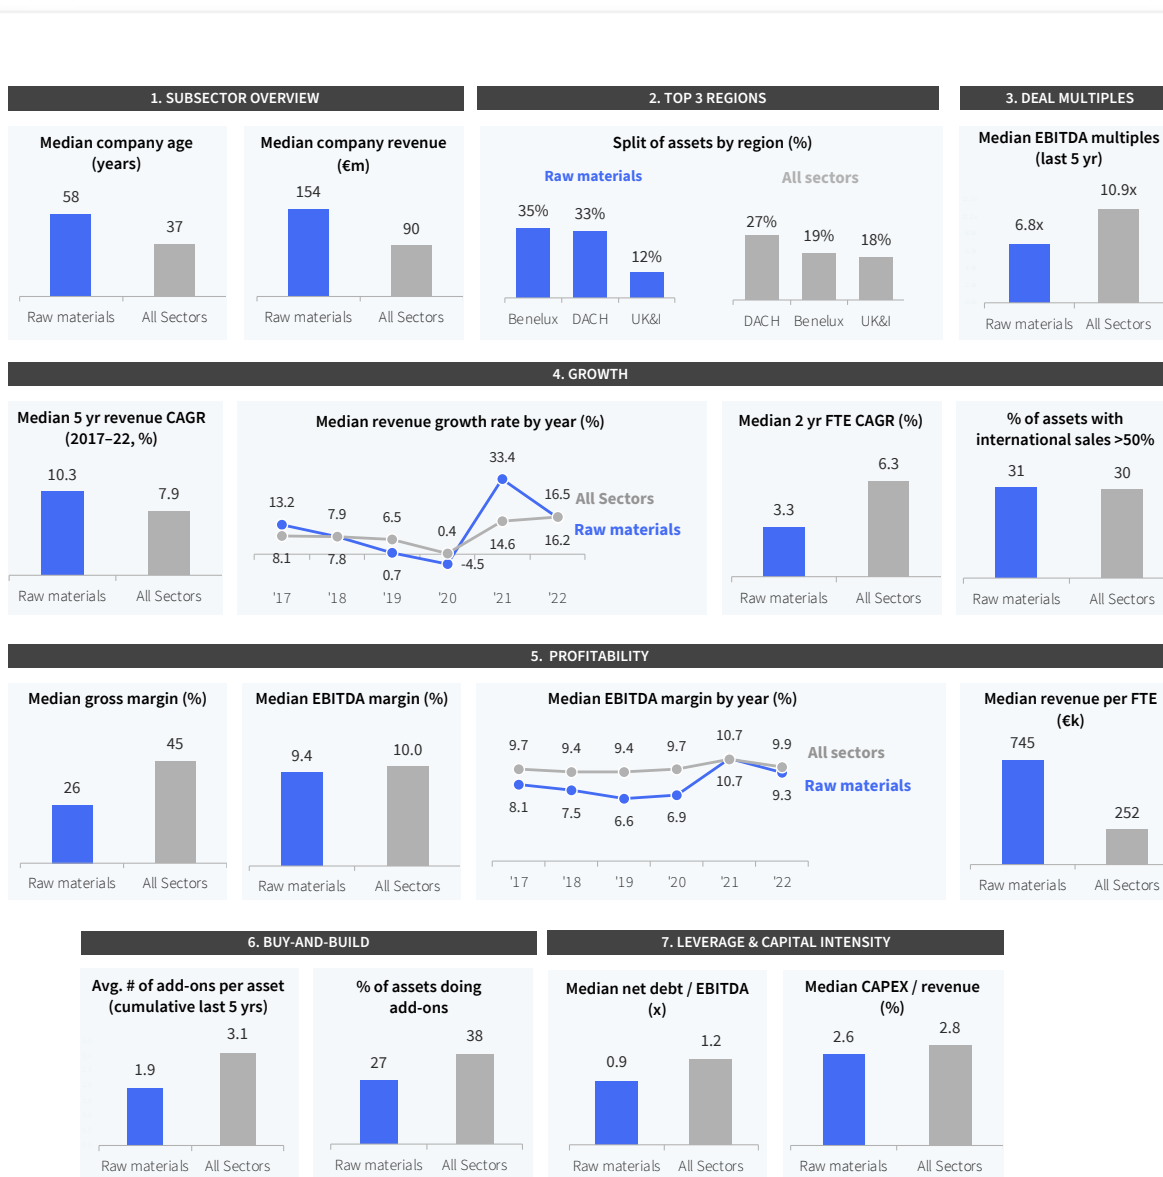 1. SUBSECTOR OVERVIEW
2. TOP 3 REGIONS
3. DEAL MULTIPLES
Median company age
(years)
58
37
Raw materials
All Sectors
Median company revenue
(€m)
154
90
Raw materials
All Sectors
Split of assets by region (%)
Raw materials
All sectors
35%
33%
12%
Benelux
DACH
UK&I
27%
19%
18%
DACH
Benelux
UK&I
Median EBITDA multiples
(last 5 yr)
6.8x
10.9x
Raw materials
All Sectors
4. GROWTH
Median 5 yr revenue CAGR
(2017–22, %)
10.3
7.9
Raw materials
All Sectors
Median revenue growth rate by year (%)
13.2
7.9
6.5
0.4
33.4
16.5
All Sectors
Raw materials
8.1
7.8
0.7
-4.5
14.6
16.2
'17
'18
'19
'20
'21
'22
Median 2 yr FTE CAGR (%)
3.3
6.3
Raw materials
All Sectors
% of assets with
international sales >50%
31
30
Raw materials
All Sectors
5. PROFITABILITY
Median gross margin (%)
26
45
Raw materials
All Sectors
Median EBITDA margin (%)
9.4
10.0
Raw materials
All Sectors
Median EBITDA margin by year (%)
9.7
9.4
9.4
9.7
10.7
9.9
All sectors
Raw materials
8.1
7.5
6.6
6.9
10.7
9.3
'17
'18
'19
'20
'21
'22
Median revenue per FTE
(€k)
745
252
Raw materials
All Sectors
6. BUY-AND-BUILD
7. LEVERAGE & CAPITAL INTENSITY
Avg. # of add-ons per asset
(cumulative last 5 yrs)
1.9
3.1
Raw materials
All Sectors
% of assets doing
add-ons
27
38
Raw materials
All Sectors
Median net debt / EBITDA
(x)
0.9
1.2
Raw materials
All Sectors
Median CAPEX / revenue
(%)
2.6
2.8
Raw materials
All Sectors